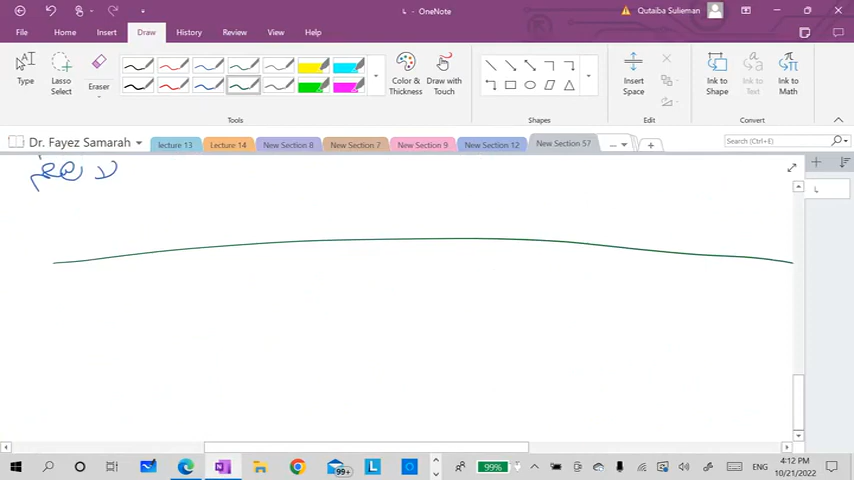 ↳ - OneNote
Qutaiba Sulieman
File Home Insert Draw History Review View Help
Type
Lasso Select
Eraser
Color & Thickness
Draw with Touch
Insert Space
Ink to Shape
Ink to Text
Ink to Math
Tools
Shapes
Edit
Convert
Dr. Fayez Samarah
lecture 13
Lecture 14
New Section 8
New Section 7
New Section 9
New Section 12
New Section 57
Search (Ctrl+E)
99+
99%
ENG
4:12 PM
10/21/2022